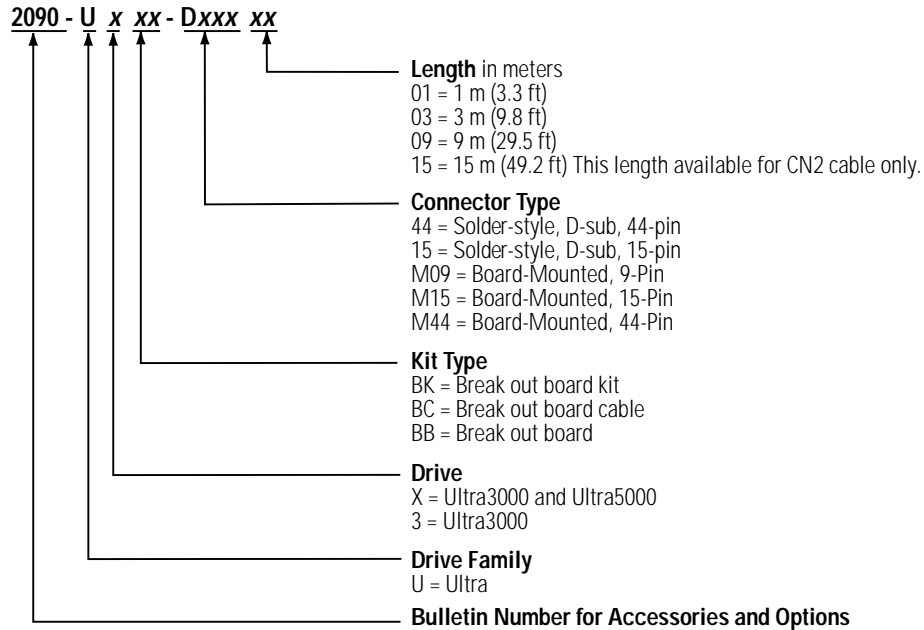 2090 - U x xx - Dxxx xx
Length in meters
01 = 1 m (3.3 ft)
03 = 3 m (9.8 ft)
09 = 9 m (29.5 ft)
15 = 15 m (49.2 ft) This length available for CN2 cable only.
Connector Type
44 = Solder-style, D-sub, 44-pin
15 = Solder-style, D-sub, 15-pin
M09 = Board-Mounted, 9-Pin
M15 = Board-Mounted, 15-Pin
M44 = Board-Mounted, 44-Pin
Kit Type
BK = Break out board kit
BC = Break out board cable
BB = Break out board
Drive
X = Ultra3000 and Ultra5000
3 = Ultra3000
Drive Family
U = Ultra
Bulletin Number for Accessories and Options